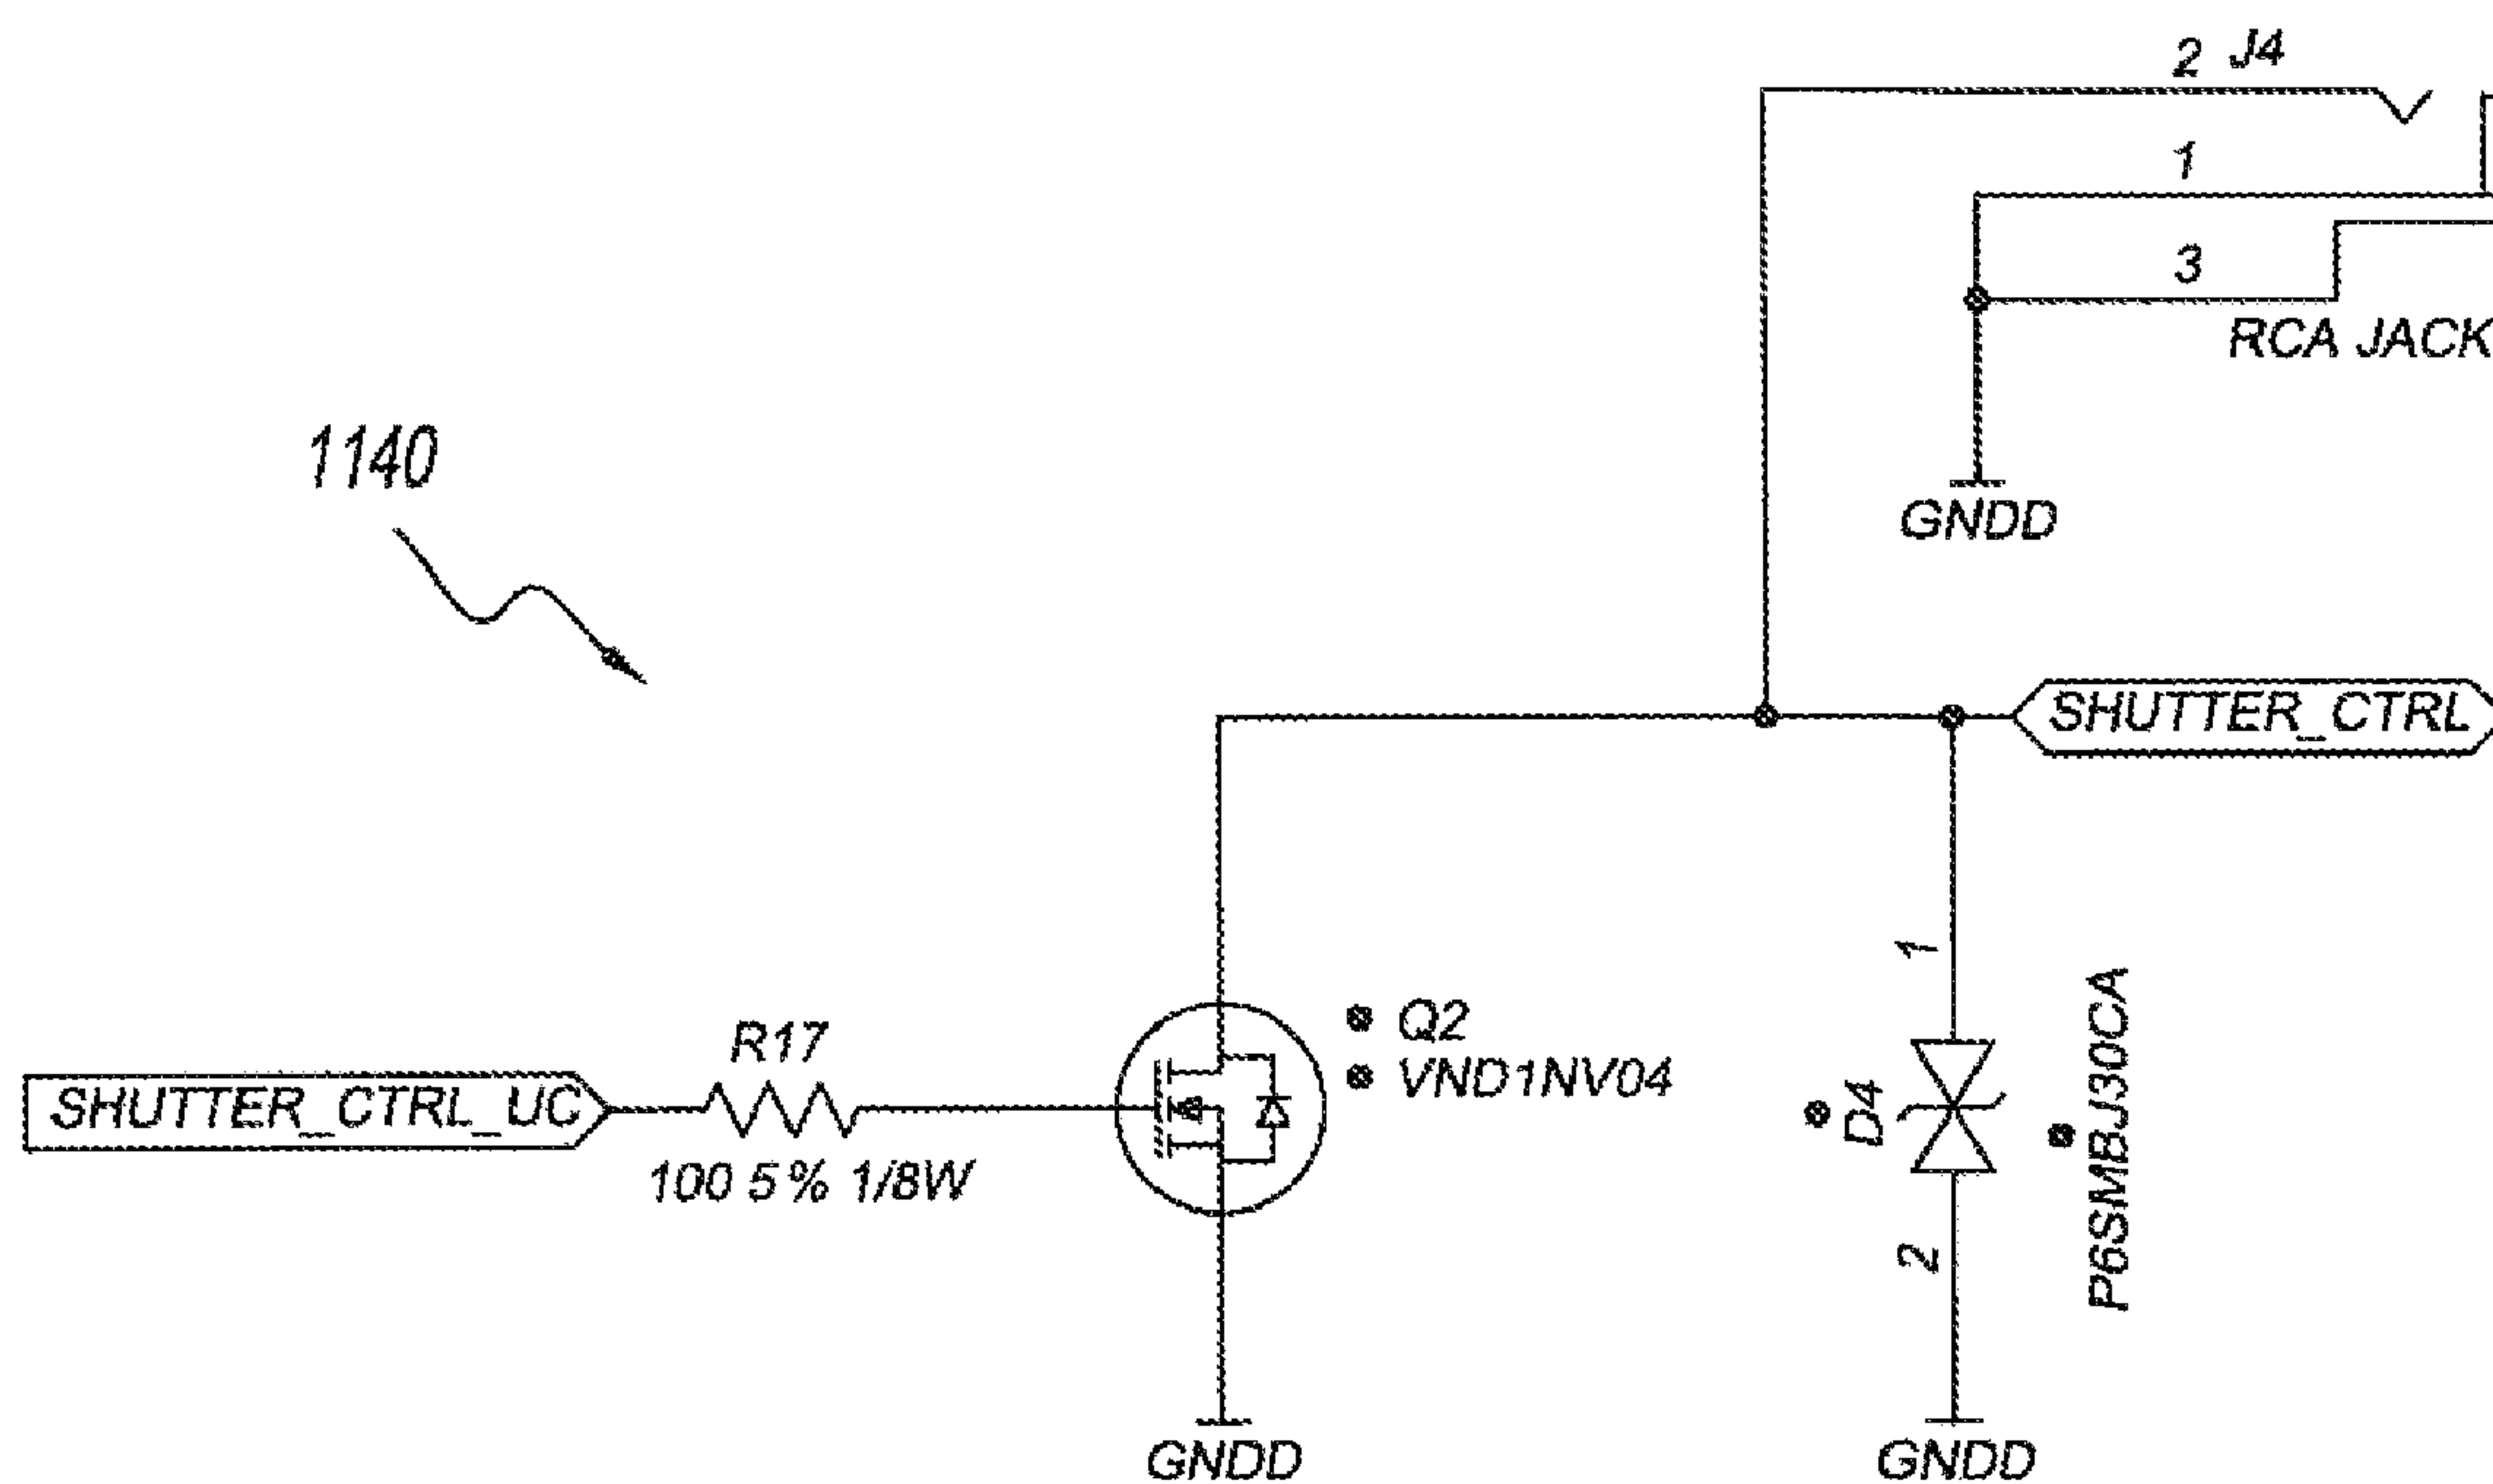 2 J4
1
3
RCA JACK
1140
GNDD
SHUTTER_CTRL
1
R17
Q2
VND1NV04
SHUTTER_CTRL_UC
D4
P6SMBJ30CA
100 5% 1/8W
2
GNDD
GNDD